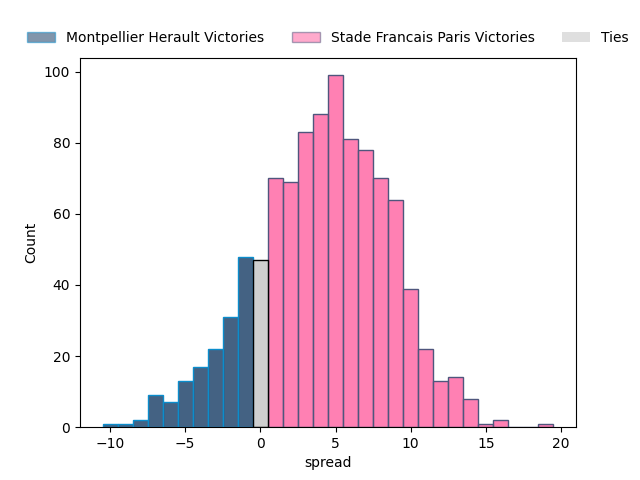 Montpellier Herault Victories Stade Francais Paris Victories Ties
100
80
60
40
20
0
Count
−10 −5 0 5 10 15 20
spread